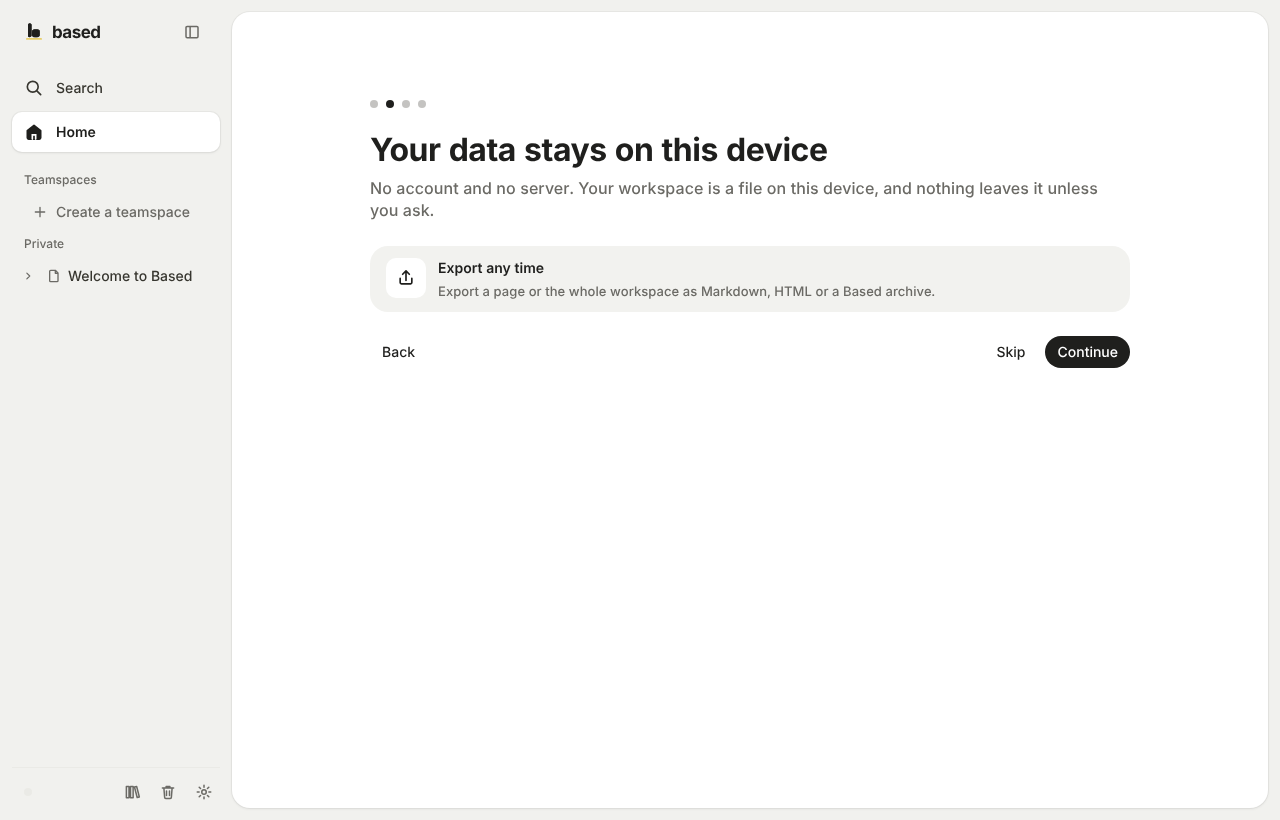 based
Search
Home
Teamspaces
Create a teamspace
Private
Welcome to Based
Your data stays on this device
No account and no server. Your workspace is a file on this device, and nothing leaves it unless
you ask.
Export any time
Export a page or the whole workspace as Markdown, HTML or a Based archive.
Back
Skip
Continue